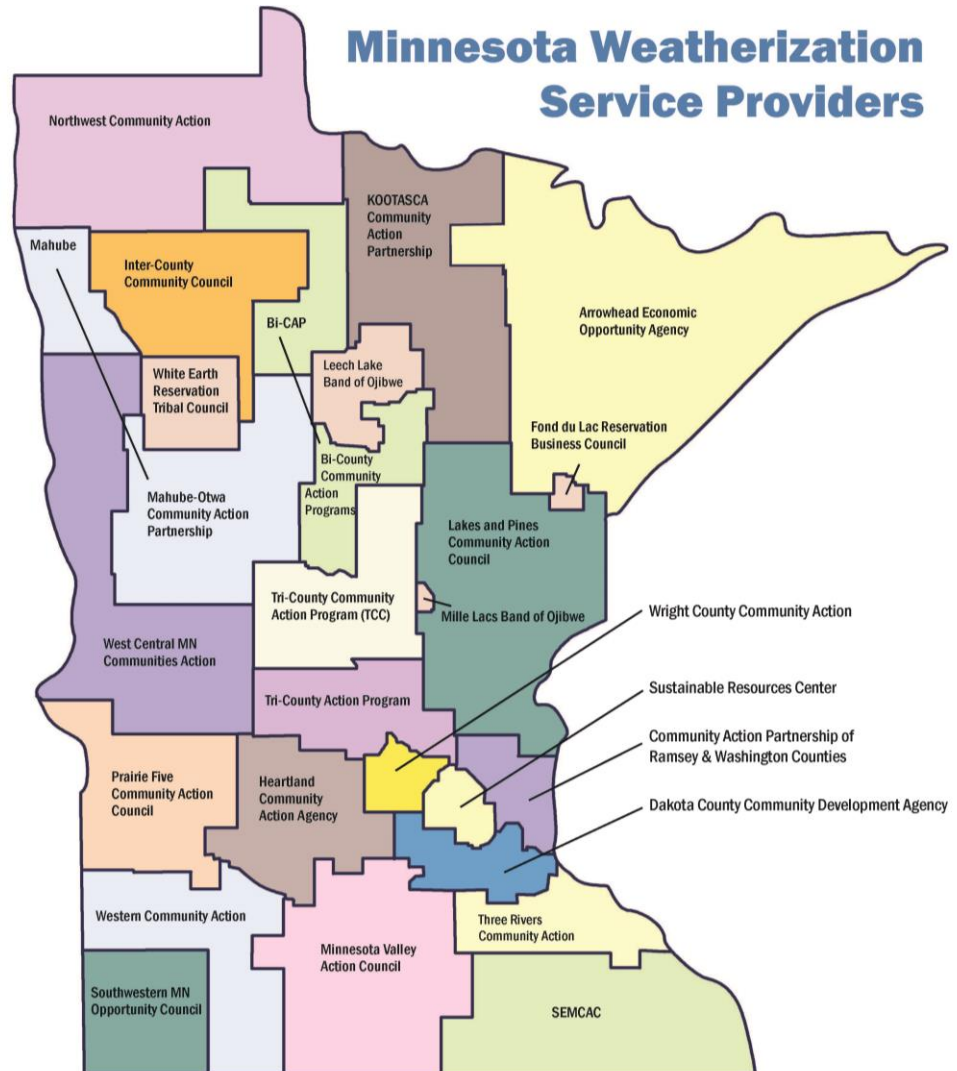 Minnesota Weatherization
Service Providers
Northwest Community Action
KOOTASCA
Community
Action
Partnership
Mahube
Inter-County
Community Council
Bi-CAP
Arrowhead Economic
Opportunity Agency
White Earth
Reservation
Tribal Council
Leech Lake
Band of Ojibwe
Fond du Lac Reservation
Business Council
Bi-County
Community
Action
Programs
Mahube-Otwa
Community Action
Partnership
Lakes and Pines
Community Action
Council
Tri-County Community
Action Program (TCC)
Mille Lacs Band of Ojibwe
Wright County Community Action
West Central MN
Communities Action
Sustainable Resources Center
Tri-County Action Program
Community Action Partnership of
Ramsey & Washington Counties
Prairie Five
Community Action
Council
Heartland
Community
Action Agency
Dakota County Community Development Agency
Western Community Action
Three Rivers
Community Action
Minnesota Valley
Action Council
Southwestern MN
Opportunity Council
SEMCAC